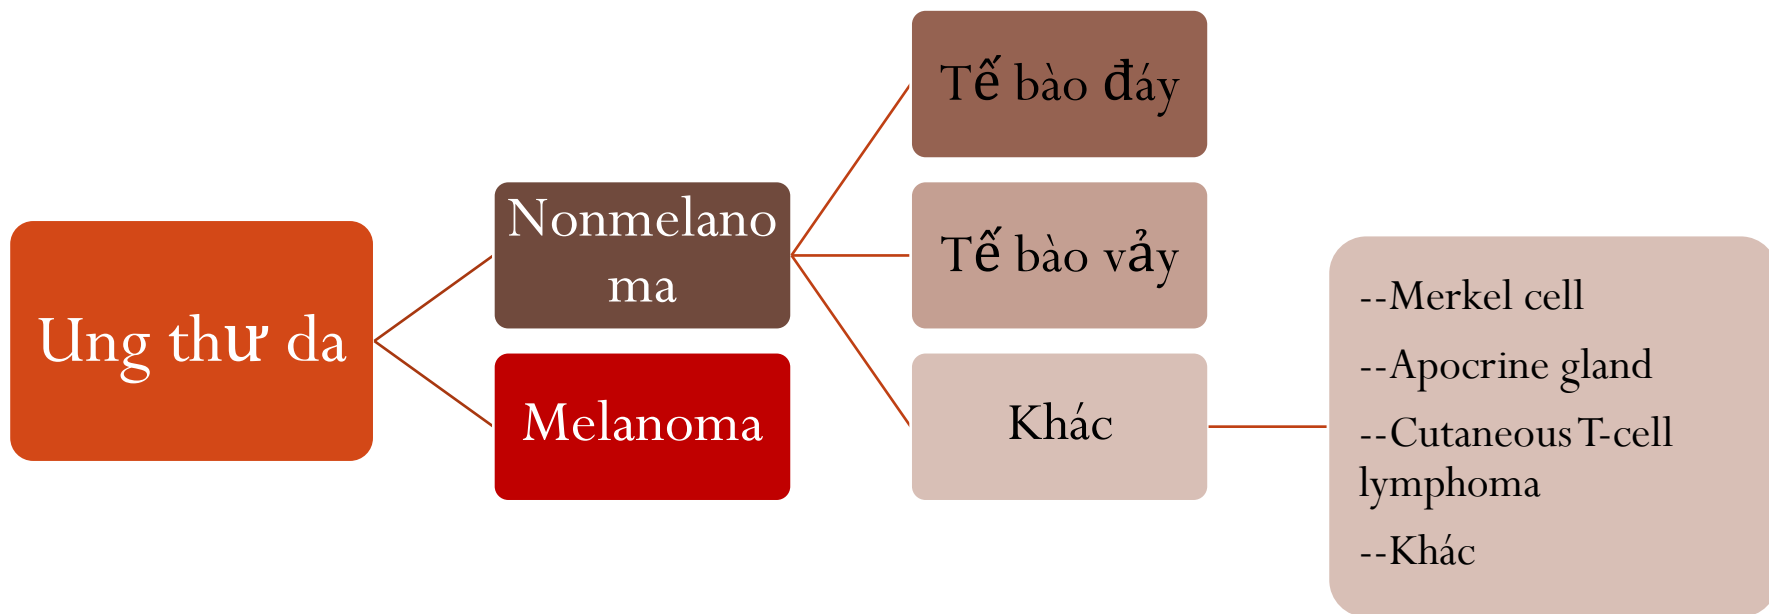 Ung thư da
Nonmelano
ma
Melanoma
Tế bào đáy
Tế bào vảy
Khác
--Merkel cell
--Apocrine gland
--Cutaneous T-cell
lymphoma
--Khác